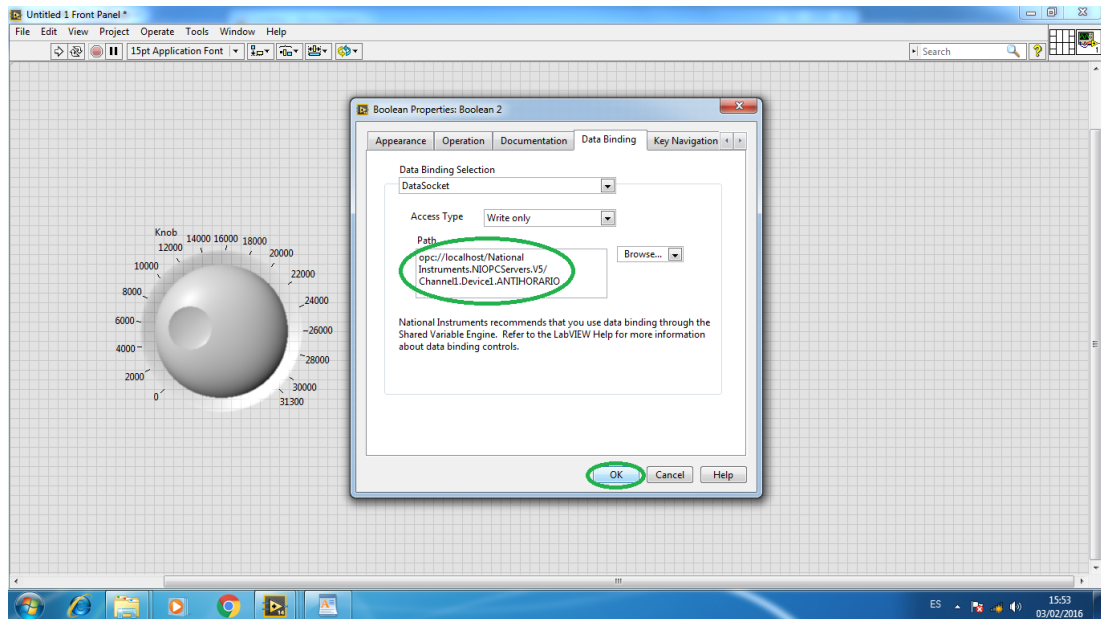 Untitled 1 Front Panel *
File Edit View Project Operate Tools Window Help
15pt Application Font
Search
Boolean Properties: Boolean 2
Appearance Operation Documentation Data Binding Key Navigation
Data Binding Selection
DataSocket
Access Type Write only
Path
opc://localhost/National
Instruments.NIOPCServers.V5/
Channel1.Device1.ANTIHORARIO
Browse...
National Instruments recommends that you use data binding through the
Shared Variable Engine. Refer to the LabVIEW Help for more information
about data binding controls.
OK Cancel Help
Knob
0
2000
4000
6000
8000
10000
12000
14000
16000
18000
20000
22000
24000
26000
28000
30000
31300
ES
15:53
03/02/2016